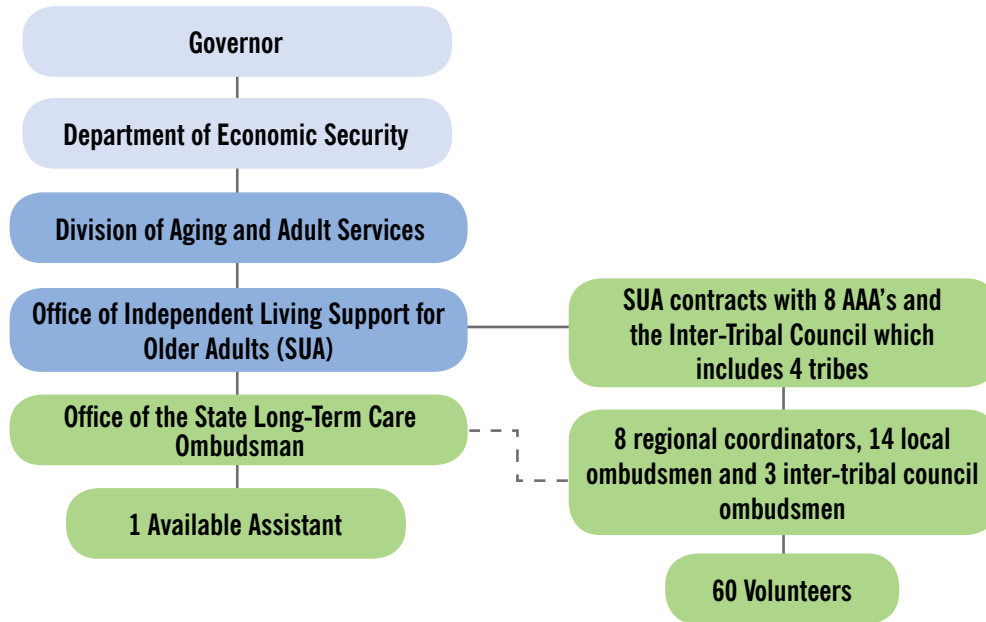 Governor
Department of Economic Security
Division of Aging and Adult Services
Office of Independent Living Support for
Older Adults (SUA)
SUA contracts with 8 AAA's and
the Inter-Tribal Council which
includes 4 tribes
Office of the State Long-Term Care
Ombudsman
8 regional coordinators, 14 local
ombudsmen and 3 inter-tribal council
ombudsmen
1 Available Assistant
60 Volunteers